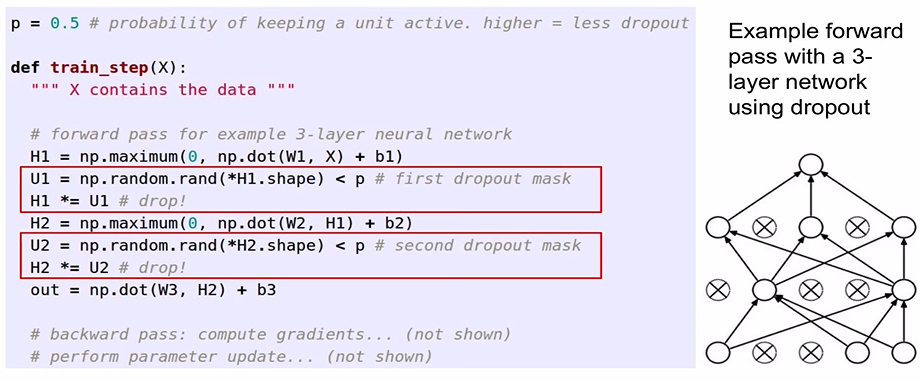 p = 0.5 # probability of keeping a unit active. higher = less dropout
def train_step(X):
""" X contains the data """
# forward pass for example 3-layer neural network
H1 = np.maximum(0, np.dot(W1, X) + b1)
U1 = np.random.rand(*H1.shape) < p # first dropout mask
H1 *= U1 # drop!
H2 = np.maximum(0, np.dot(W2, H1) + b2)
U2 = np.random.rand(*H2.shape) < p # second dropout mask
H2 *= U2 # drop!
out = np.dot(W3, H2) + b3
# backward pass: compute gradients... (not shown)
# perform parameter update... (not shown)
Example forward
pass with a 3-
layer network
using dropout